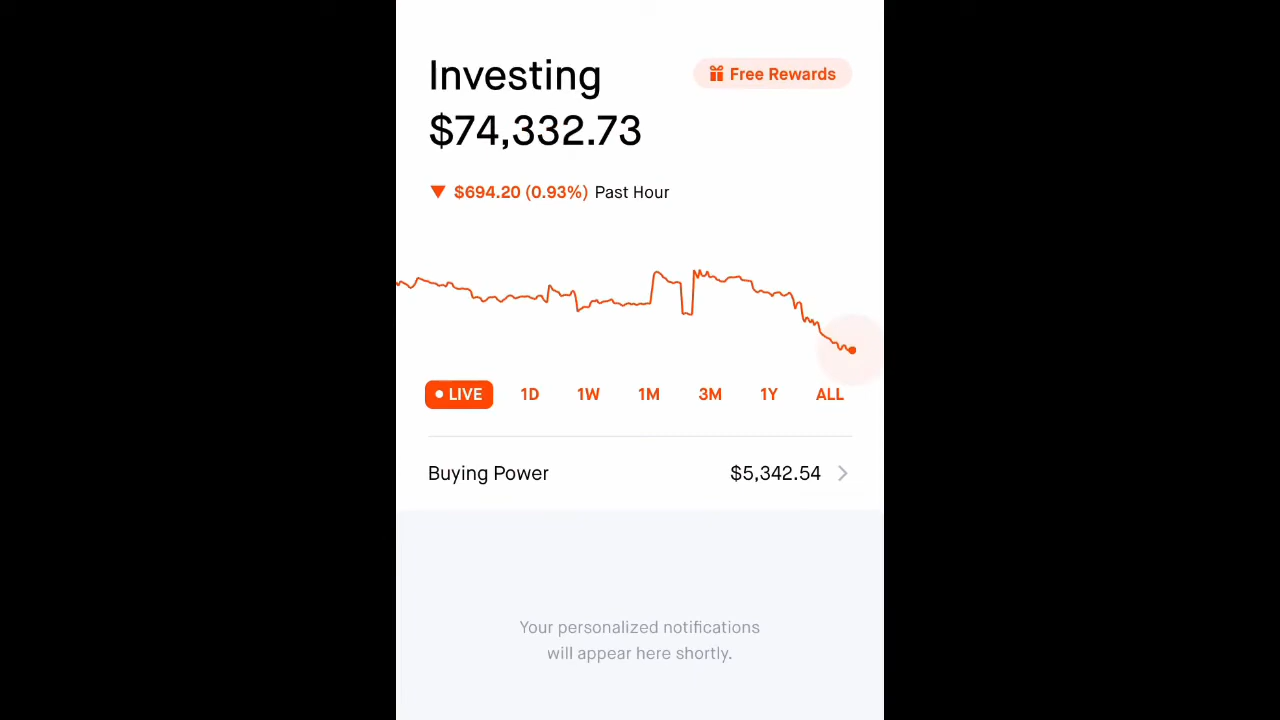 Investing
Free Rewards
$74,332.73
▼ $694.20 (0.93%) Past Hour
LIVE 1D 1W 1M 3M 1Y ALL
Buying Power $5,342.54
Your personalized notifications
will appear here shortly.